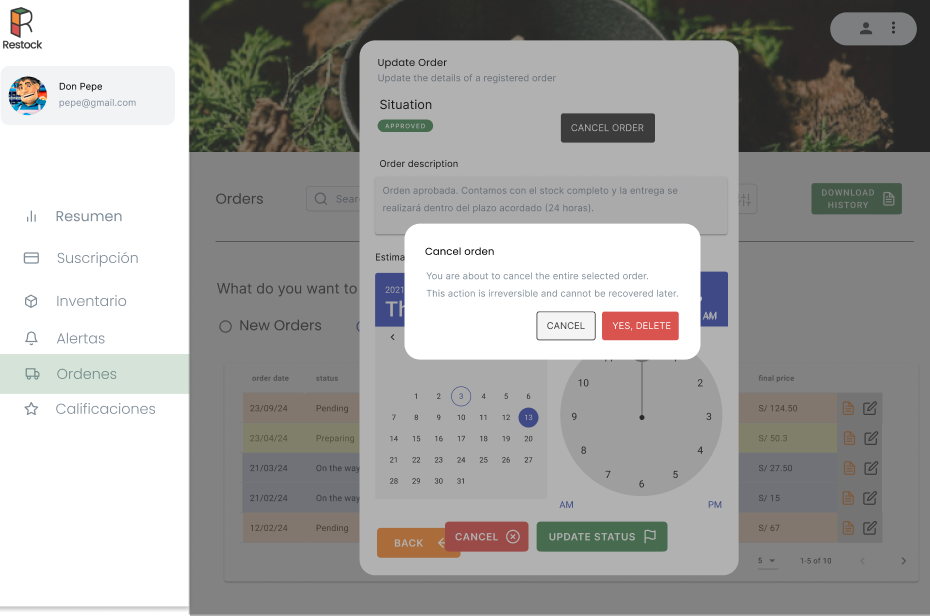 Restock
Don Pepe
pepe@gmail.com
Resumen
Suscripción
Inventario
Alertas
Ordenes
Calificaciones
Update Order
Update the details of a registered order
Situation
APPROVED
CANCEL ORDER
Order description
Orden aprobada. Contamos con el stock completo y la entrega se
realizará dentro del plazo acordado (24 horas).
Orders
Sear
DOWNLOAD
HISTORY
Estima
Cancel orden
You are about to cancel the entire selected order.
This action is irreversible and cannot be recovered later.
CANCEL
YES, DELETE
2021
Th
AM
What do you want to
New Orders
order date status final price
23/09/24 Pending S/ 124.50
23/04/24 Preparing S/ 50.3
21/03/24 On the way S/ 27.50
21/02/24 On the way S/ 15
12/02/24 Pending S/ 67
1 2 3 4 5 6
7 8 9 10 11 12 13
14 15 16 17 18 19 20
21 22 23 24 25 26 27
28 29 30 31
10 2
9 3
8 4
7 6 5
AM PM
BACK
CANCEL
UPDATE STATUS
5 1-5 of 10